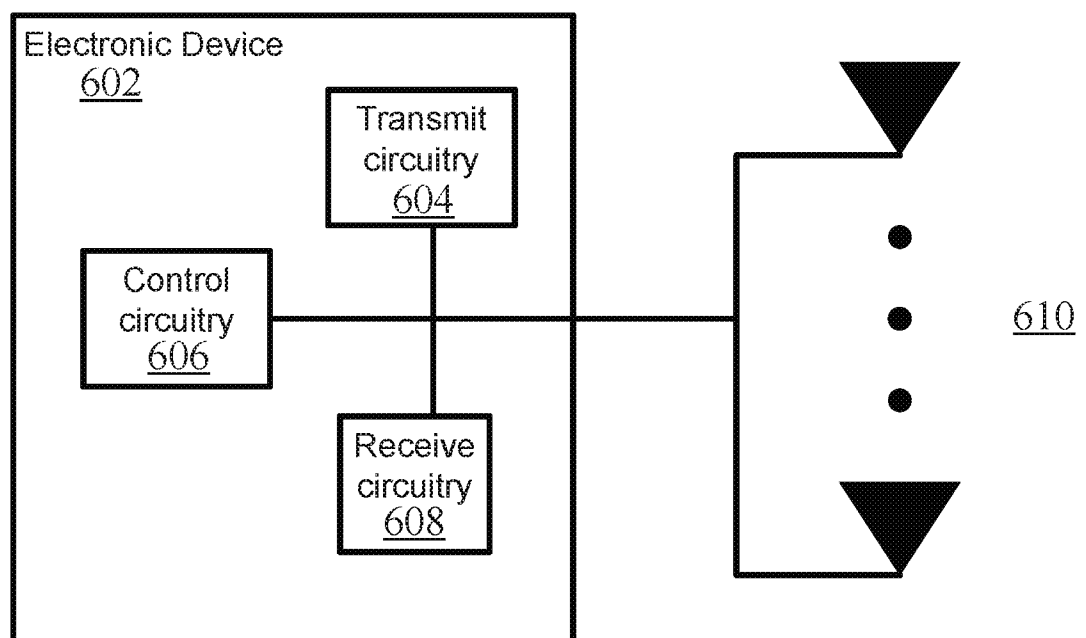 Electronic Device
602
Transmit
circuitry
604
Control
circuitry
606
610
Receive
circuitry
608